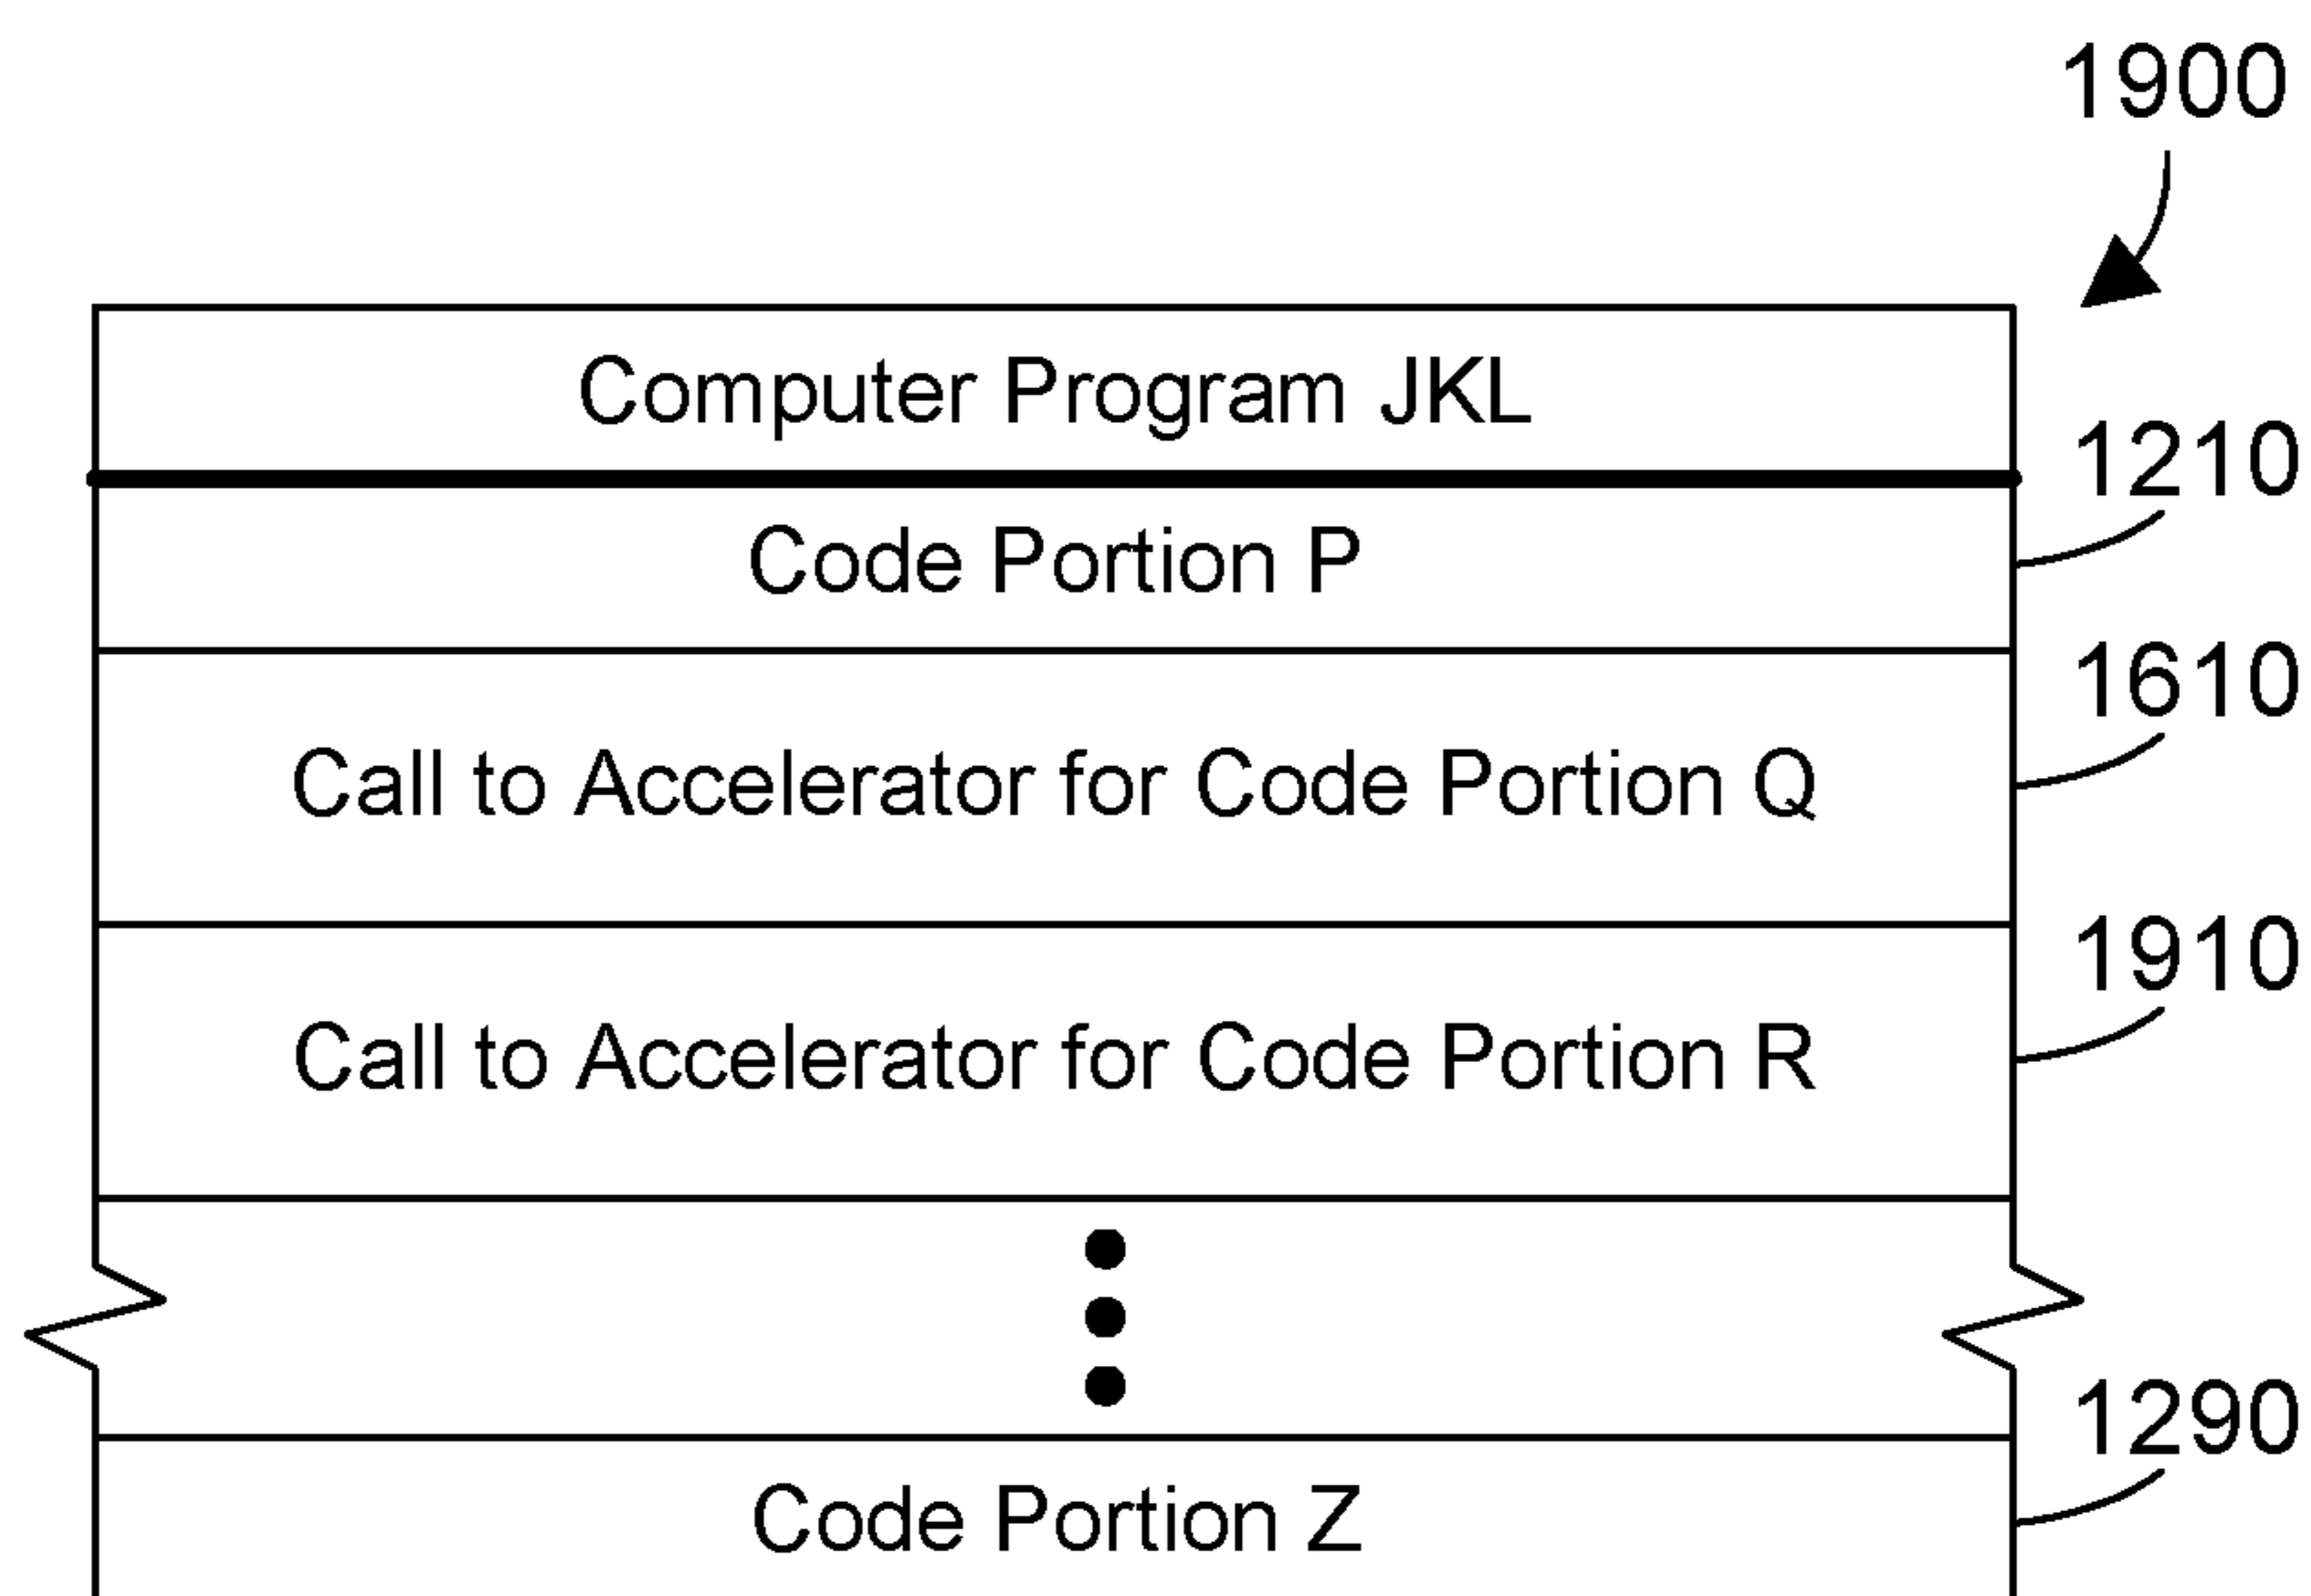 1900
Computer Program JKL
1210
Code Portion P
1610
Call to Accelerator for Code Portion Q
1910
Call to Accelerator for Code Portion R
1290
Code Portion Z